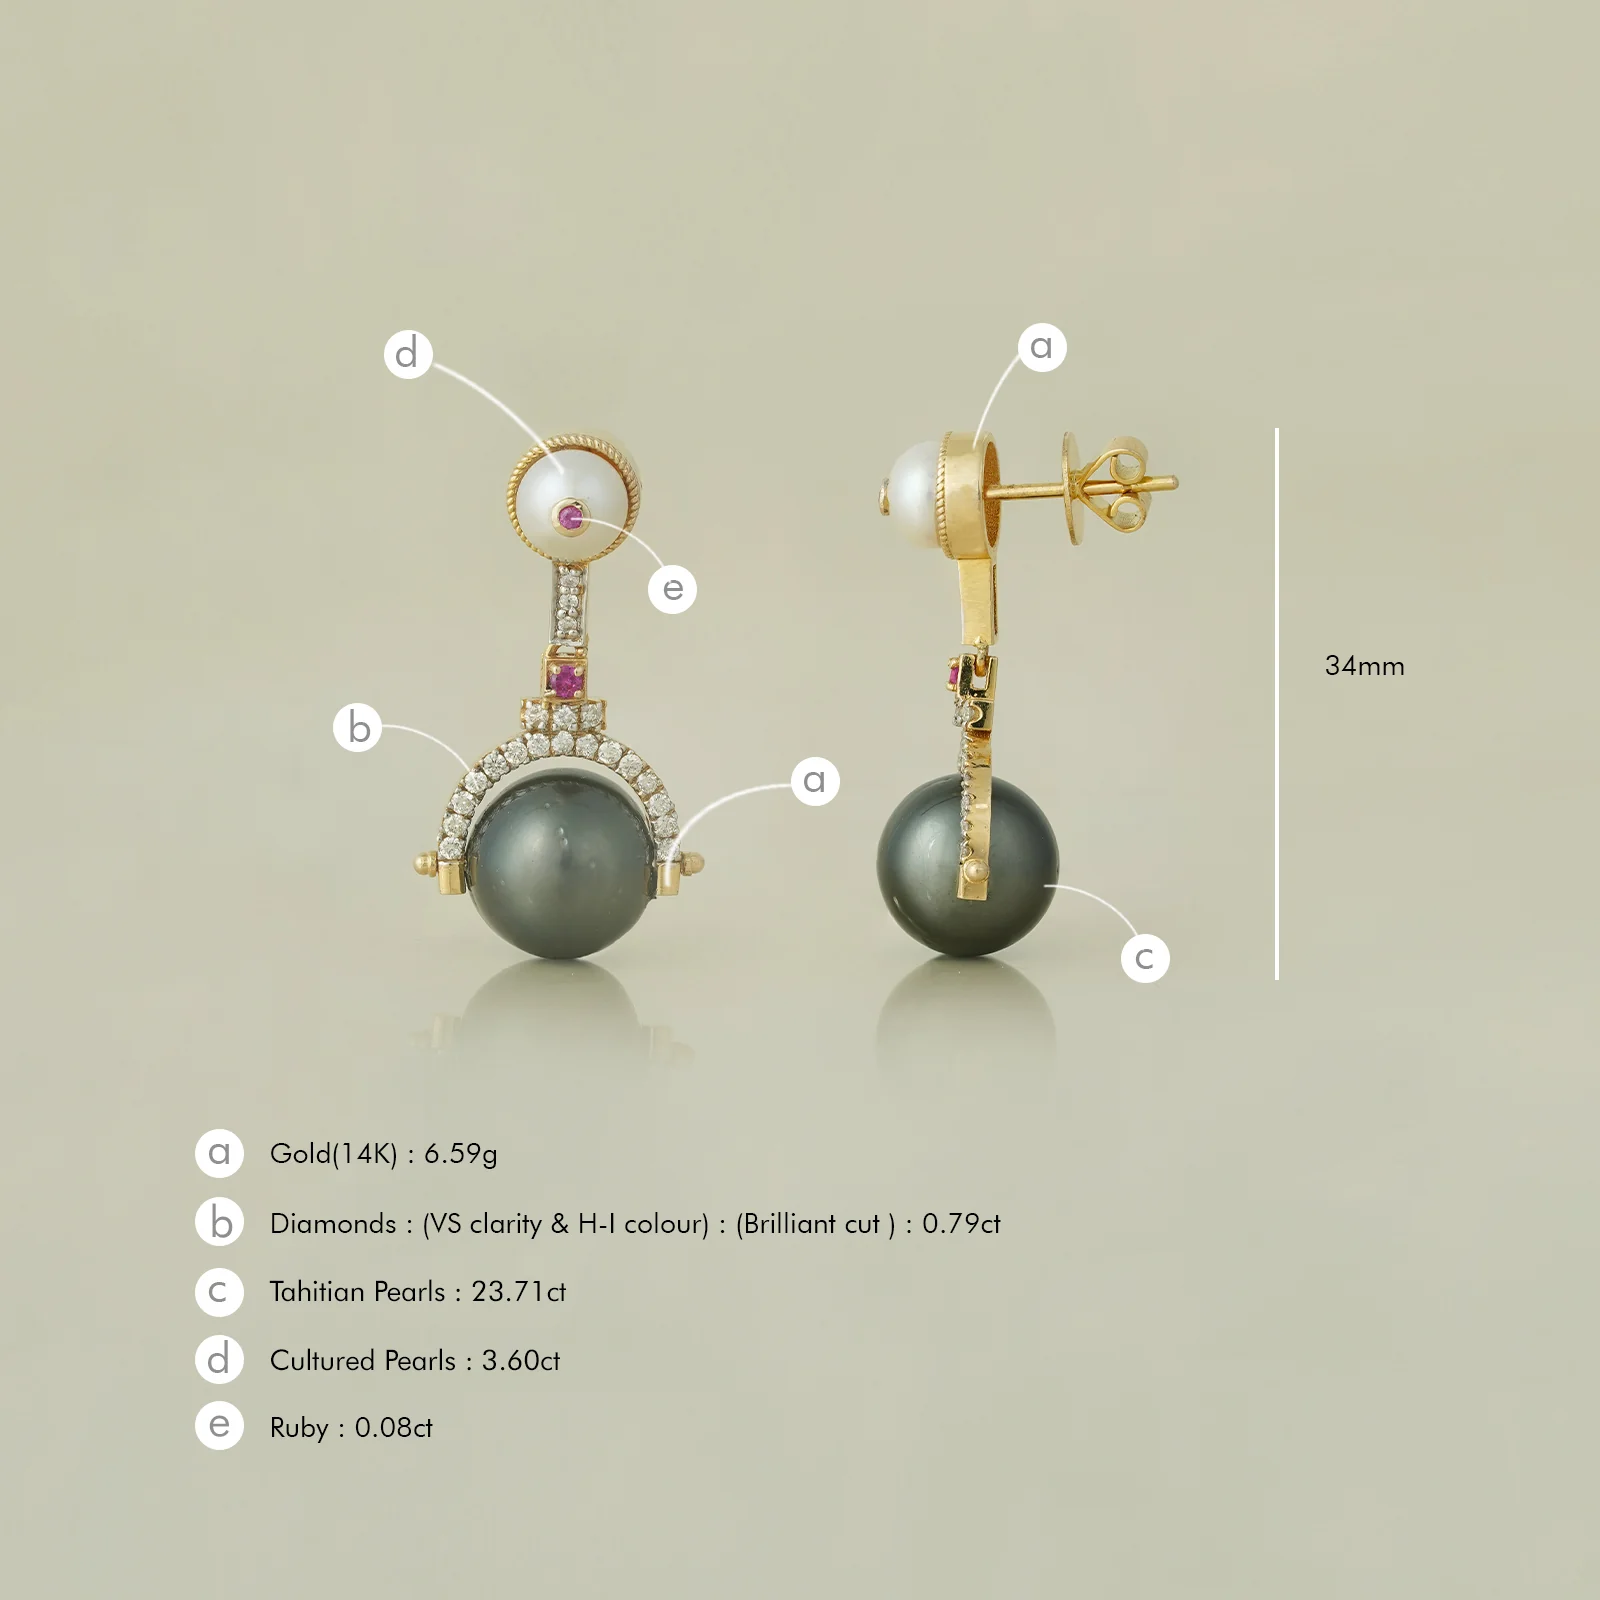 d
a
e
34mm
b
a
c
a Gold(14K) : 6.59g
b Diamonds : (VS clarity & H-I colour) : (Brilliant cut ) : 0.79ct
c Tahitian Pearls : 23.71ct
d Cultured Pearls : 3.60ct
e Ruby : 0.08ct